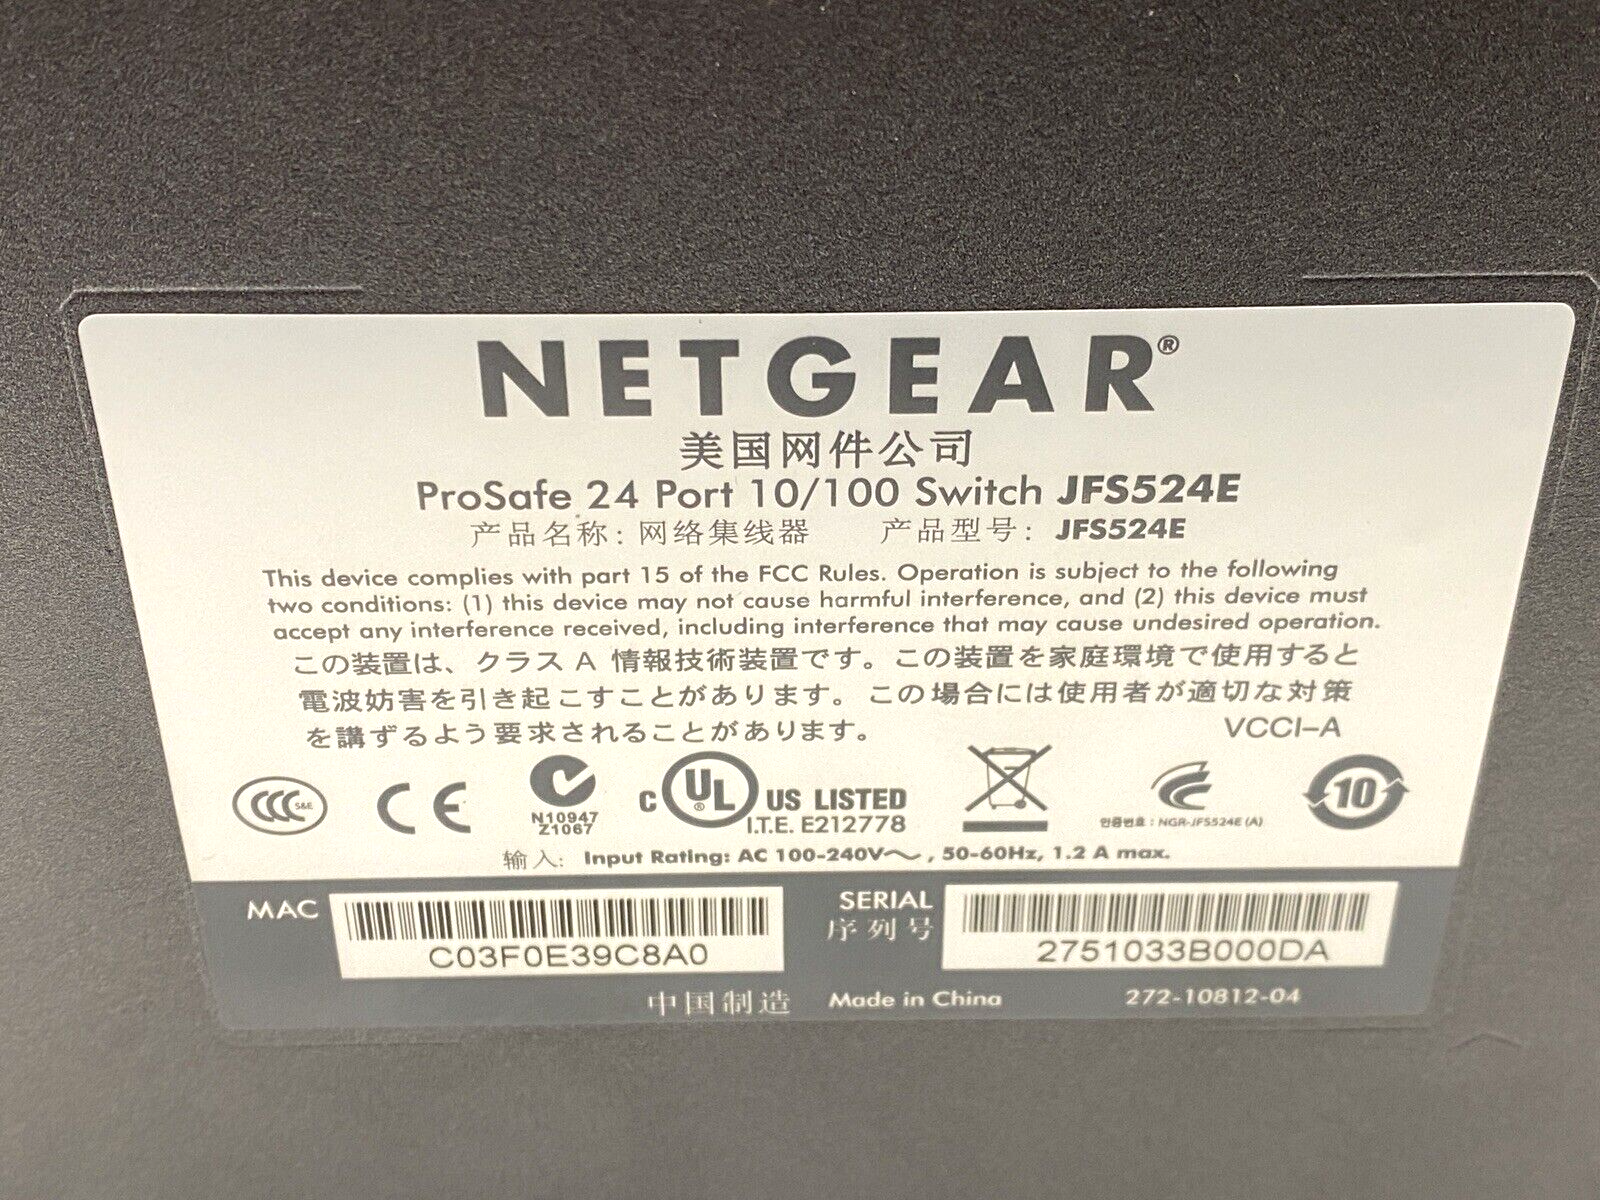 NETGEAR®
美国网件公司
ProSafe 24 Port 10/100 Switch JFS524E
产品名称: 网络集线器 产品型号: JFS524E
This device complies with part 15 of the FCC Rules. Operation is subject to the following
two conditions: (1) this device may not cause harmful interference, and (2) this device must
accept any interference received, including interference that may cause undesired operation.
この装置は、クラス A 情報技術装置です。この装置を家庭環境で使用すると
電波妨害を引き起こすことがあります。この場合には使用者が適切な対策
を講ずるよう要求されることがあります。 VCCI-A
CCC S&E CE N10947 Z1067 c UL® US LISTED I.T.E. E212778 인증번호 : NGR-JFS524E (A) 10
输入: Input Rating: AC 100-240V~, 50-60Hz, 1.2 A max.
MAC C03F0E39C8A0 SERIAL 序列号 2751033B000DA
中国制造 Made in China 272-10812-04